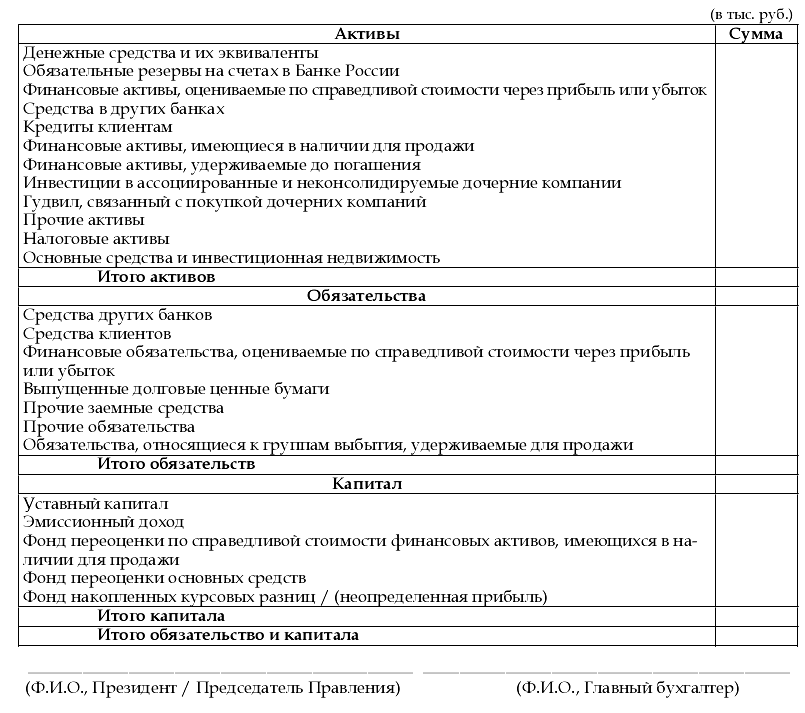 (в тыс. руб.)
Активы Сумма
Денежные средства и их эквиваленты
Обязательные резервы на счетах в Банке России
Финансовые активы, оцениваемые по справедливой стоимости через прибыль или убыток
Средства в других банках
Кредиты клиентам
Финансовые активы, имеющиеся в наличии для продажи
Финансовые активы, удерживаемые до погашения
Инвестиции в ассоциированные и неконсолидируемые дочерние компании
Гудвил, связанный с покупкой дочерних компаний
Прочие активы
Налоговые активы
Основные средства и инвестиционная недвижимость
Итого активов
Обязательства
Средства других банков
Средства клиентов
Финансовые обязательства, оцениваемые по справедливой стоимости через прибыль
или убыток
Выпущенные долговые ценные бумаги
Прочие заемные средства
Прочие обязательства
Обязательства, относящиеся к группам выбытия, удерживаемые для продажи
Итого обязательств
Капитал
Уставный капитал
Эмиссионный доход
Фонд переоценки по справедливой стоимости финансовых активов, имеющихся в на-
личии для продажи
Фонд переоценки основных средств
Фонд накопленных курсовых разниц / (неопределенная прибыль)
Итого капитала
Итого обязательство и капитала
(Ф.И.О., Президент / Председатель Правления) (Ф.И.О., Главный бухгалтер)